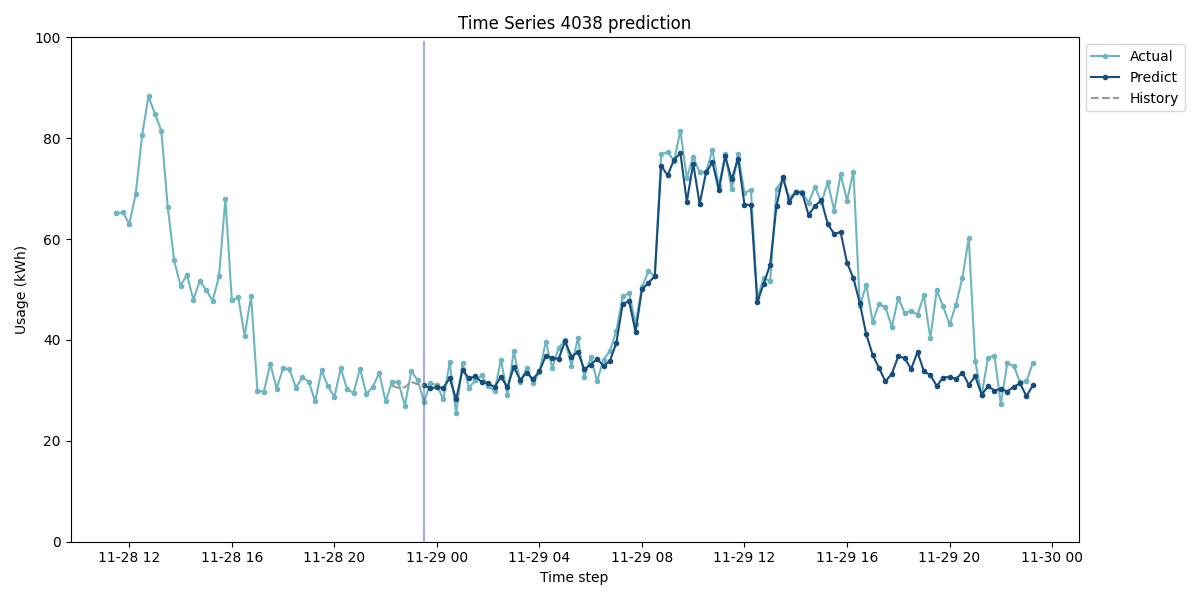 Time Series 4038 prediction
100
80
60
40
20
0
Usage (kWh)
11-28 12
11-28 16
11-28 20
11-29 00
11-29 04
11-29 08
11-29 12
11-29 16
11-29 20
11-30 00
Time step
Actual
Predict
History